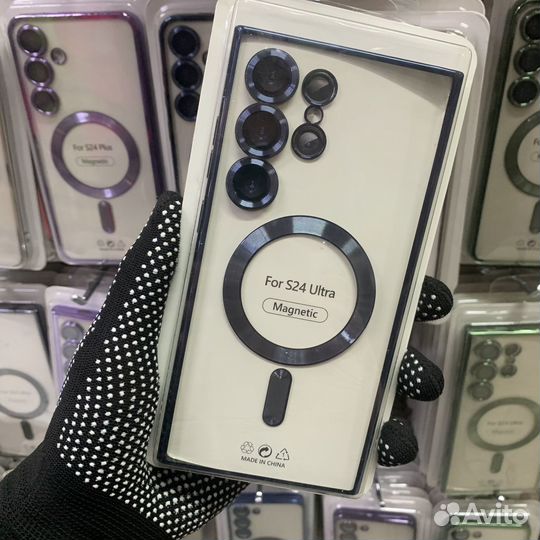 For S24 Plus
Magnetic
For S24 Ultra
Magnetic
MADE IN CHINA
Avito